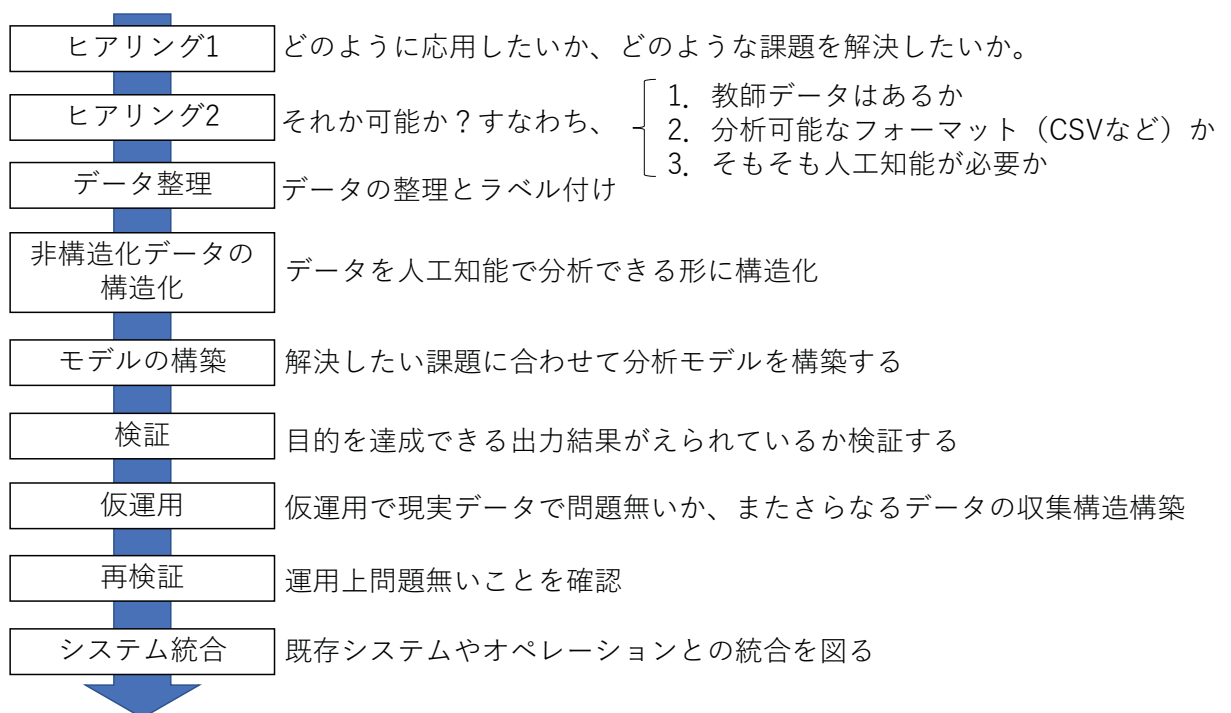 ヒアリング1
どのように応用したいか、どのような課題を解決したいか。
ヒアリング2
それか可能か？すなわち、
1. 教師データはあるか
2. 分析可能なフォーマット（CSVなど）か
3. そもそも人工知能が必要か
データ整理
データの整理とラベル付け
非構造化データの
構造化
データを人工知能で分析できる形に構造化
モデルの構築
解決したい課題に合わせて分析モデルを構築する
検証
目的を達成できる出力結果がえられているか検証する
仮運用
仮運用で現実データで問題無いか、またさらなるデータの収集構造構築
再検証
運用上問題無いことを確認
システム統合
既存システムやオペレーションとの統合を図る